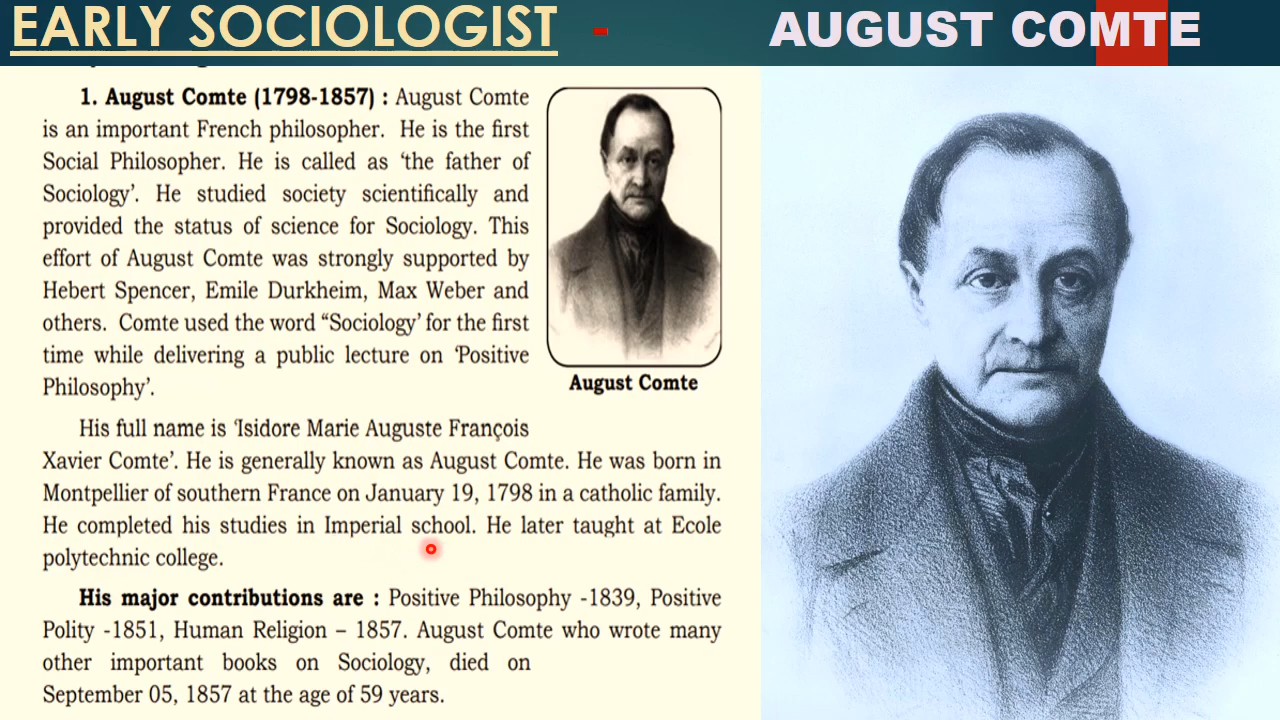 EARLY SOCIOLOGIST - AUGUST COMTE
1. August Comte (1798-1857) : August Comte
is an important French philosopher. He is the first
Social Philosopher. He is called as ‘the father of
Sociology’. He studied society scientifically and
provided the status of science for Sociology. This
effort of August Comte was strongly supported by
Hebert Spencer, Emile Durkheim, Max Weber and
others. Comte used the word “Sociology’ for the first
time while delivering a public lecture on ‘Positive
Philosophy’.
August Comte
His full name is ‘Isidore Marie Auguste François
Xavier Comte’. He is generally known as August Comte. He was born in
Montpellier of southern France on January 19, 1798 in a catholic family.
He completed his studies in Imperial school. He later taught at Ecole
polytechnic college.
His major contributions are : Positive Philosophy -1839, Positive
Polity -1851, Human Religion – 1857. August Comte who wrote many
other important books on Sociology, died on
September 05, 1857 at the age of 59 years.